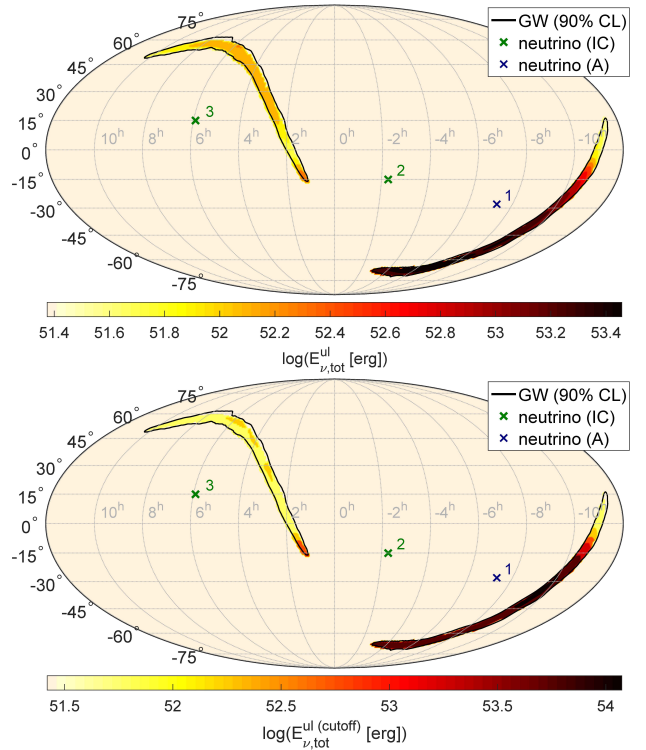 75°
60°
45°
30°
15°
0°
-15°
-30°
-45°
-60°
-75°
10h 8h 6h 4h 2h 0h -2h -4h -6h -8h -10h
3
2
1
GW (90% CL)
neutrino (IC)
neutrino (A)
51.4 51.6 51.8 52 52.2 52.4 52.6 52.8 53 53.2 53.4
log(E^ul_ν,tot [erg])
75°
60°
45°
30°
15°
0°
-15°
-30°
-45°
-60°
-75°
10h 8h 6h 4h 2h 0h -2h -4h -6h -8h -10h
3
2
1
GW (90% CL)
neutrino (IC)
neutrino (A)
51.5 52 52.5 53 53.5 54
log(E^ul (cutoff)_ν,tot [erg])